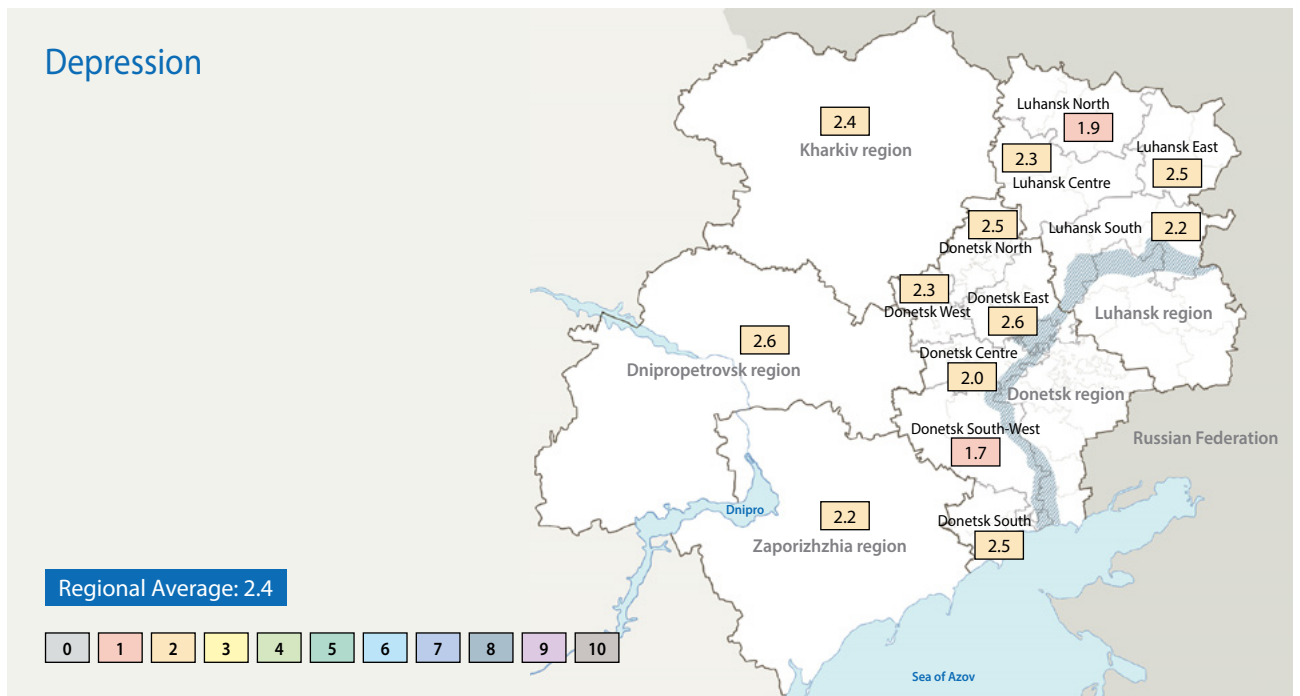 Depression
Luhansk North
1.9
2.4
Kharkiv region
Luhansk East
2.5
2.3
Luhansk Centre
2.5
Donetsk North
Luhansk South
2.2
2.3
Donetsk West
Donetsk East
2.6
Luhansk region
2.6
Dnipropetrovsk region
Donetsk Centre
2.0
Donetsk region
Donetsk South-West
1.7
Russian Federation
Dnipro
2.2
Zaporizhzhia region
Donetsk South
2.5
Regional Average: 2.4
0 1 2 3 4 5 6 7 8 9 10
Sea of Azov